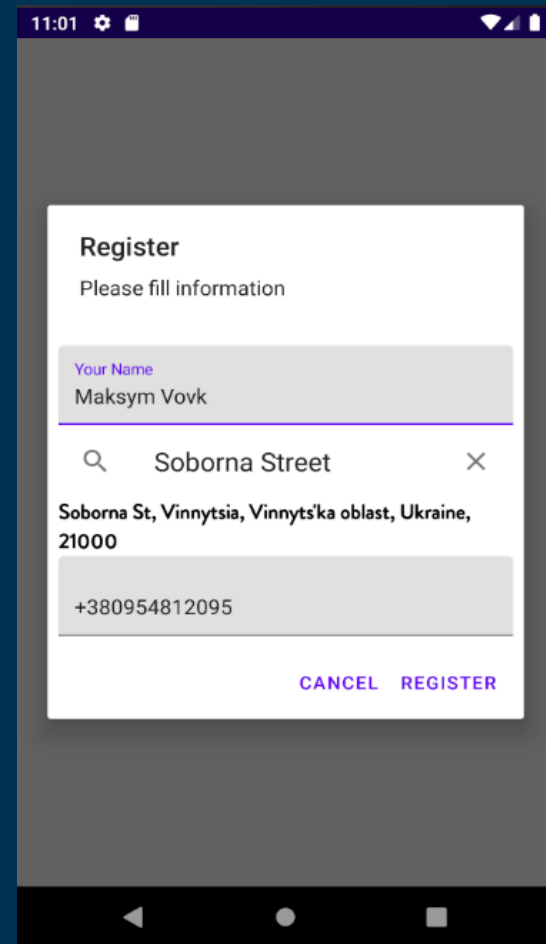 11:01
Register
Please fill information
Your Name
Maksym Vovk
Soborna Street
Soborna St, Vinnytsia, Vinnyts'ka oblast, Ukraine,
21000
+380954812095
CANCEL REGISTER